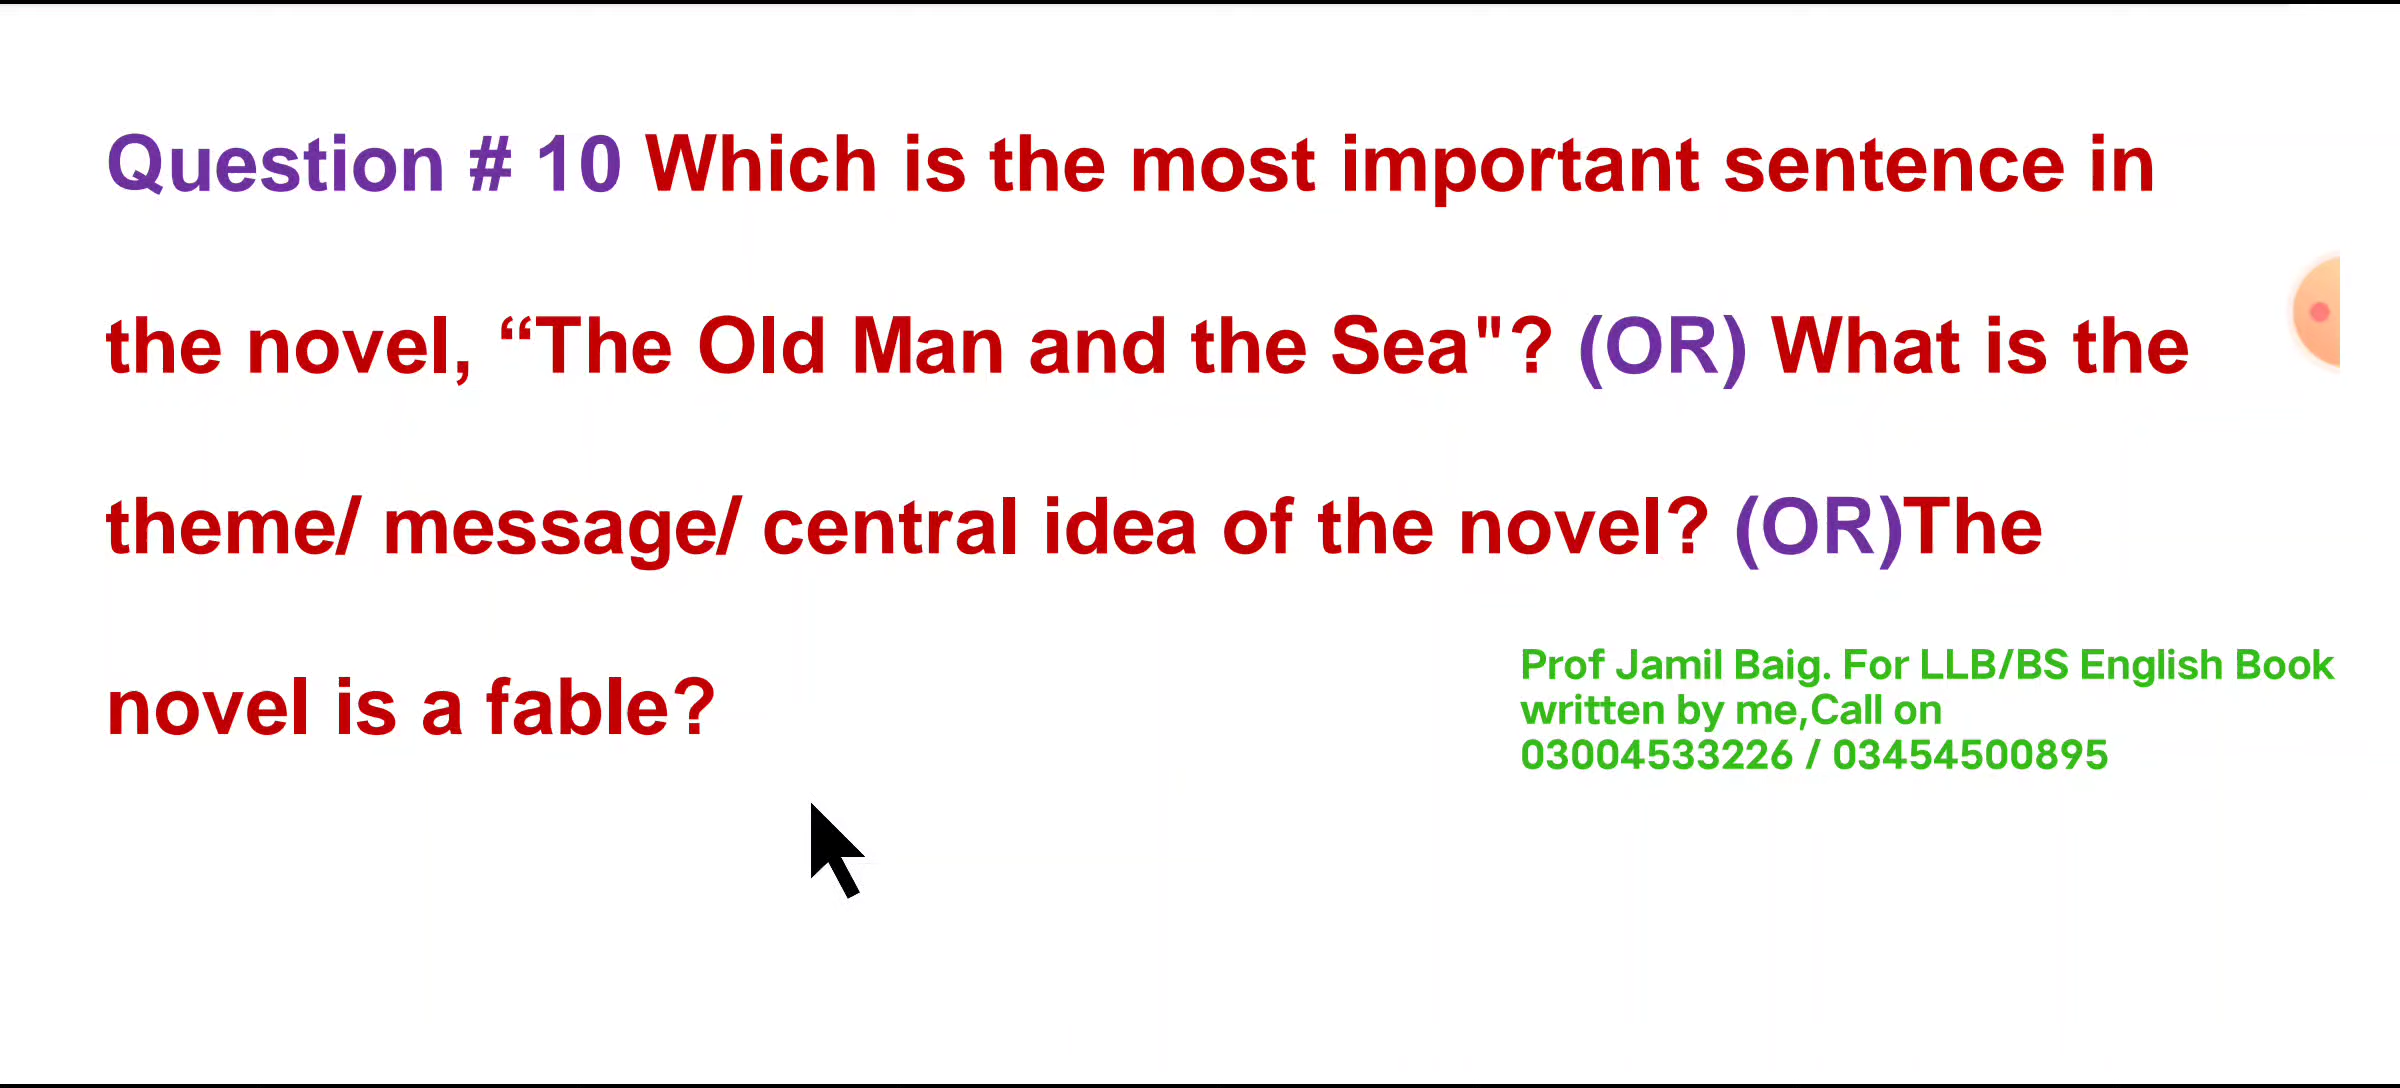 Question # 10 Which is the most important sentence in
the novel, “The Old Man and the Sea"? (OR) What is the
theme/ message/ central idea of the novel? (OR)The
novel is a fable?
Prof Jamil Baig. For LLB/BS English Book
written by me,Call on
03004533226 / 03454500895